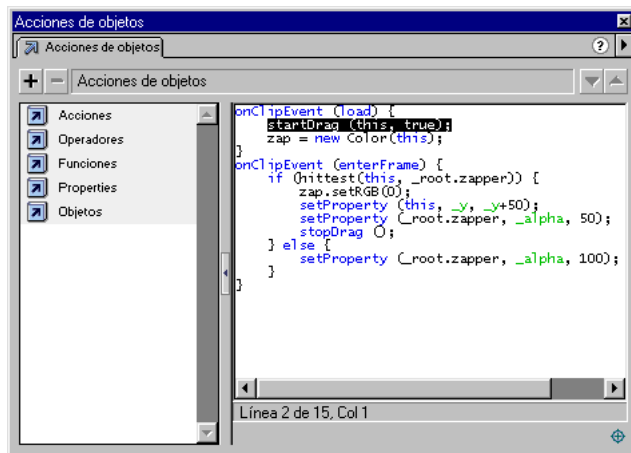 Acciones de objetos
Acciones de objetos
?
+ − Acciones de objetos
Acciones
Operadores
Funciones
Properties
Objetos
onClipEvent (load) {
startDrag (this, true);
zap = new Color(this);
}
onClipEvent (enterFrame) {
if (hittest(this, _root.zapper)) {
zap.setRGB(0);
setProperty (this, _y, _y+50);
setProperty (_root.zapper, _alpha, 50);
stopDrag ();
} else {
setProperty (_root.zapper, _alpha, 100);
}
}
Línea 2 de 15, Col 1